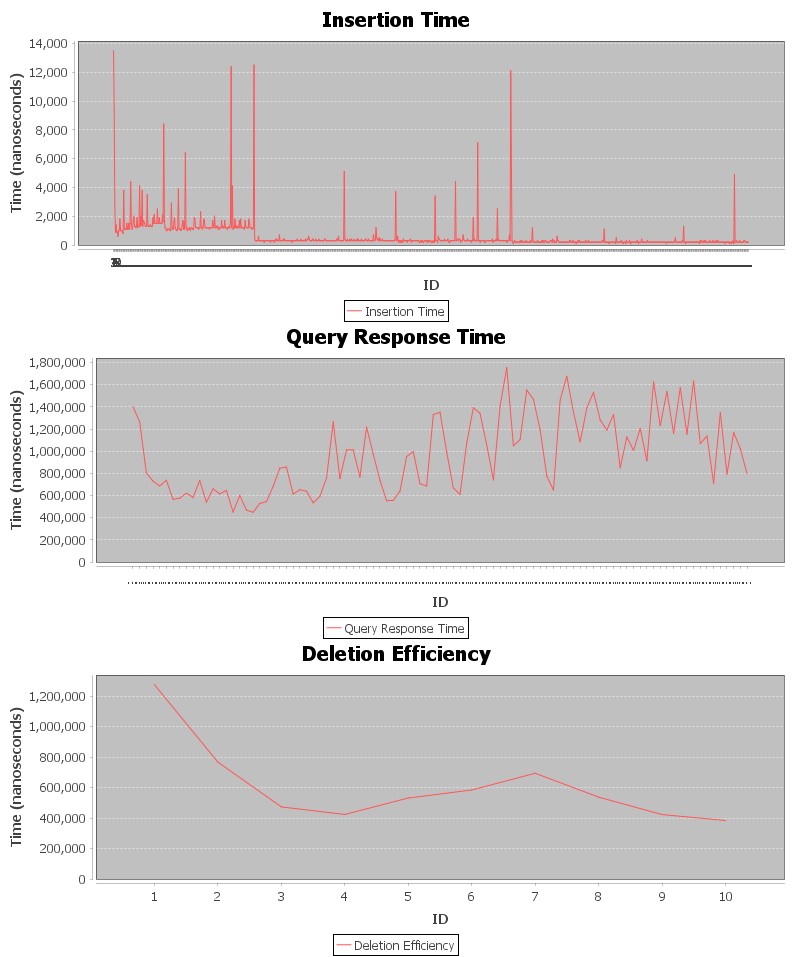 Insertion Time
14,000
12,000
10,000
8,000
6,000
4,000
2,000
0
Time (nanoseconds)
ID
Insertion Time
Query Response Time
1,800,000
1,600,000
1,400,000
1,200,000
1,000,000
800,000
600,000
400,000
200,000
0
Time (nanoseconds)
ID
Query Response Time
Deletion Efficiency
1,200,000
1,000,000
800,000
600,000
400,000
200,000
0
Time (nanoseconds)
1 2 3 4 5 6 7 8 9 10
ID
Deletion Efficiency